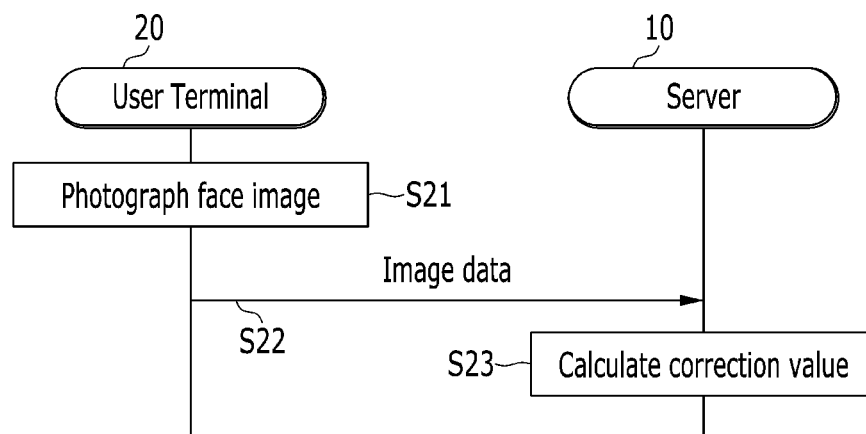 20
10
User Terminal
Server
Photograph face image
S21
Image data
S22
S23
Calculate correction value